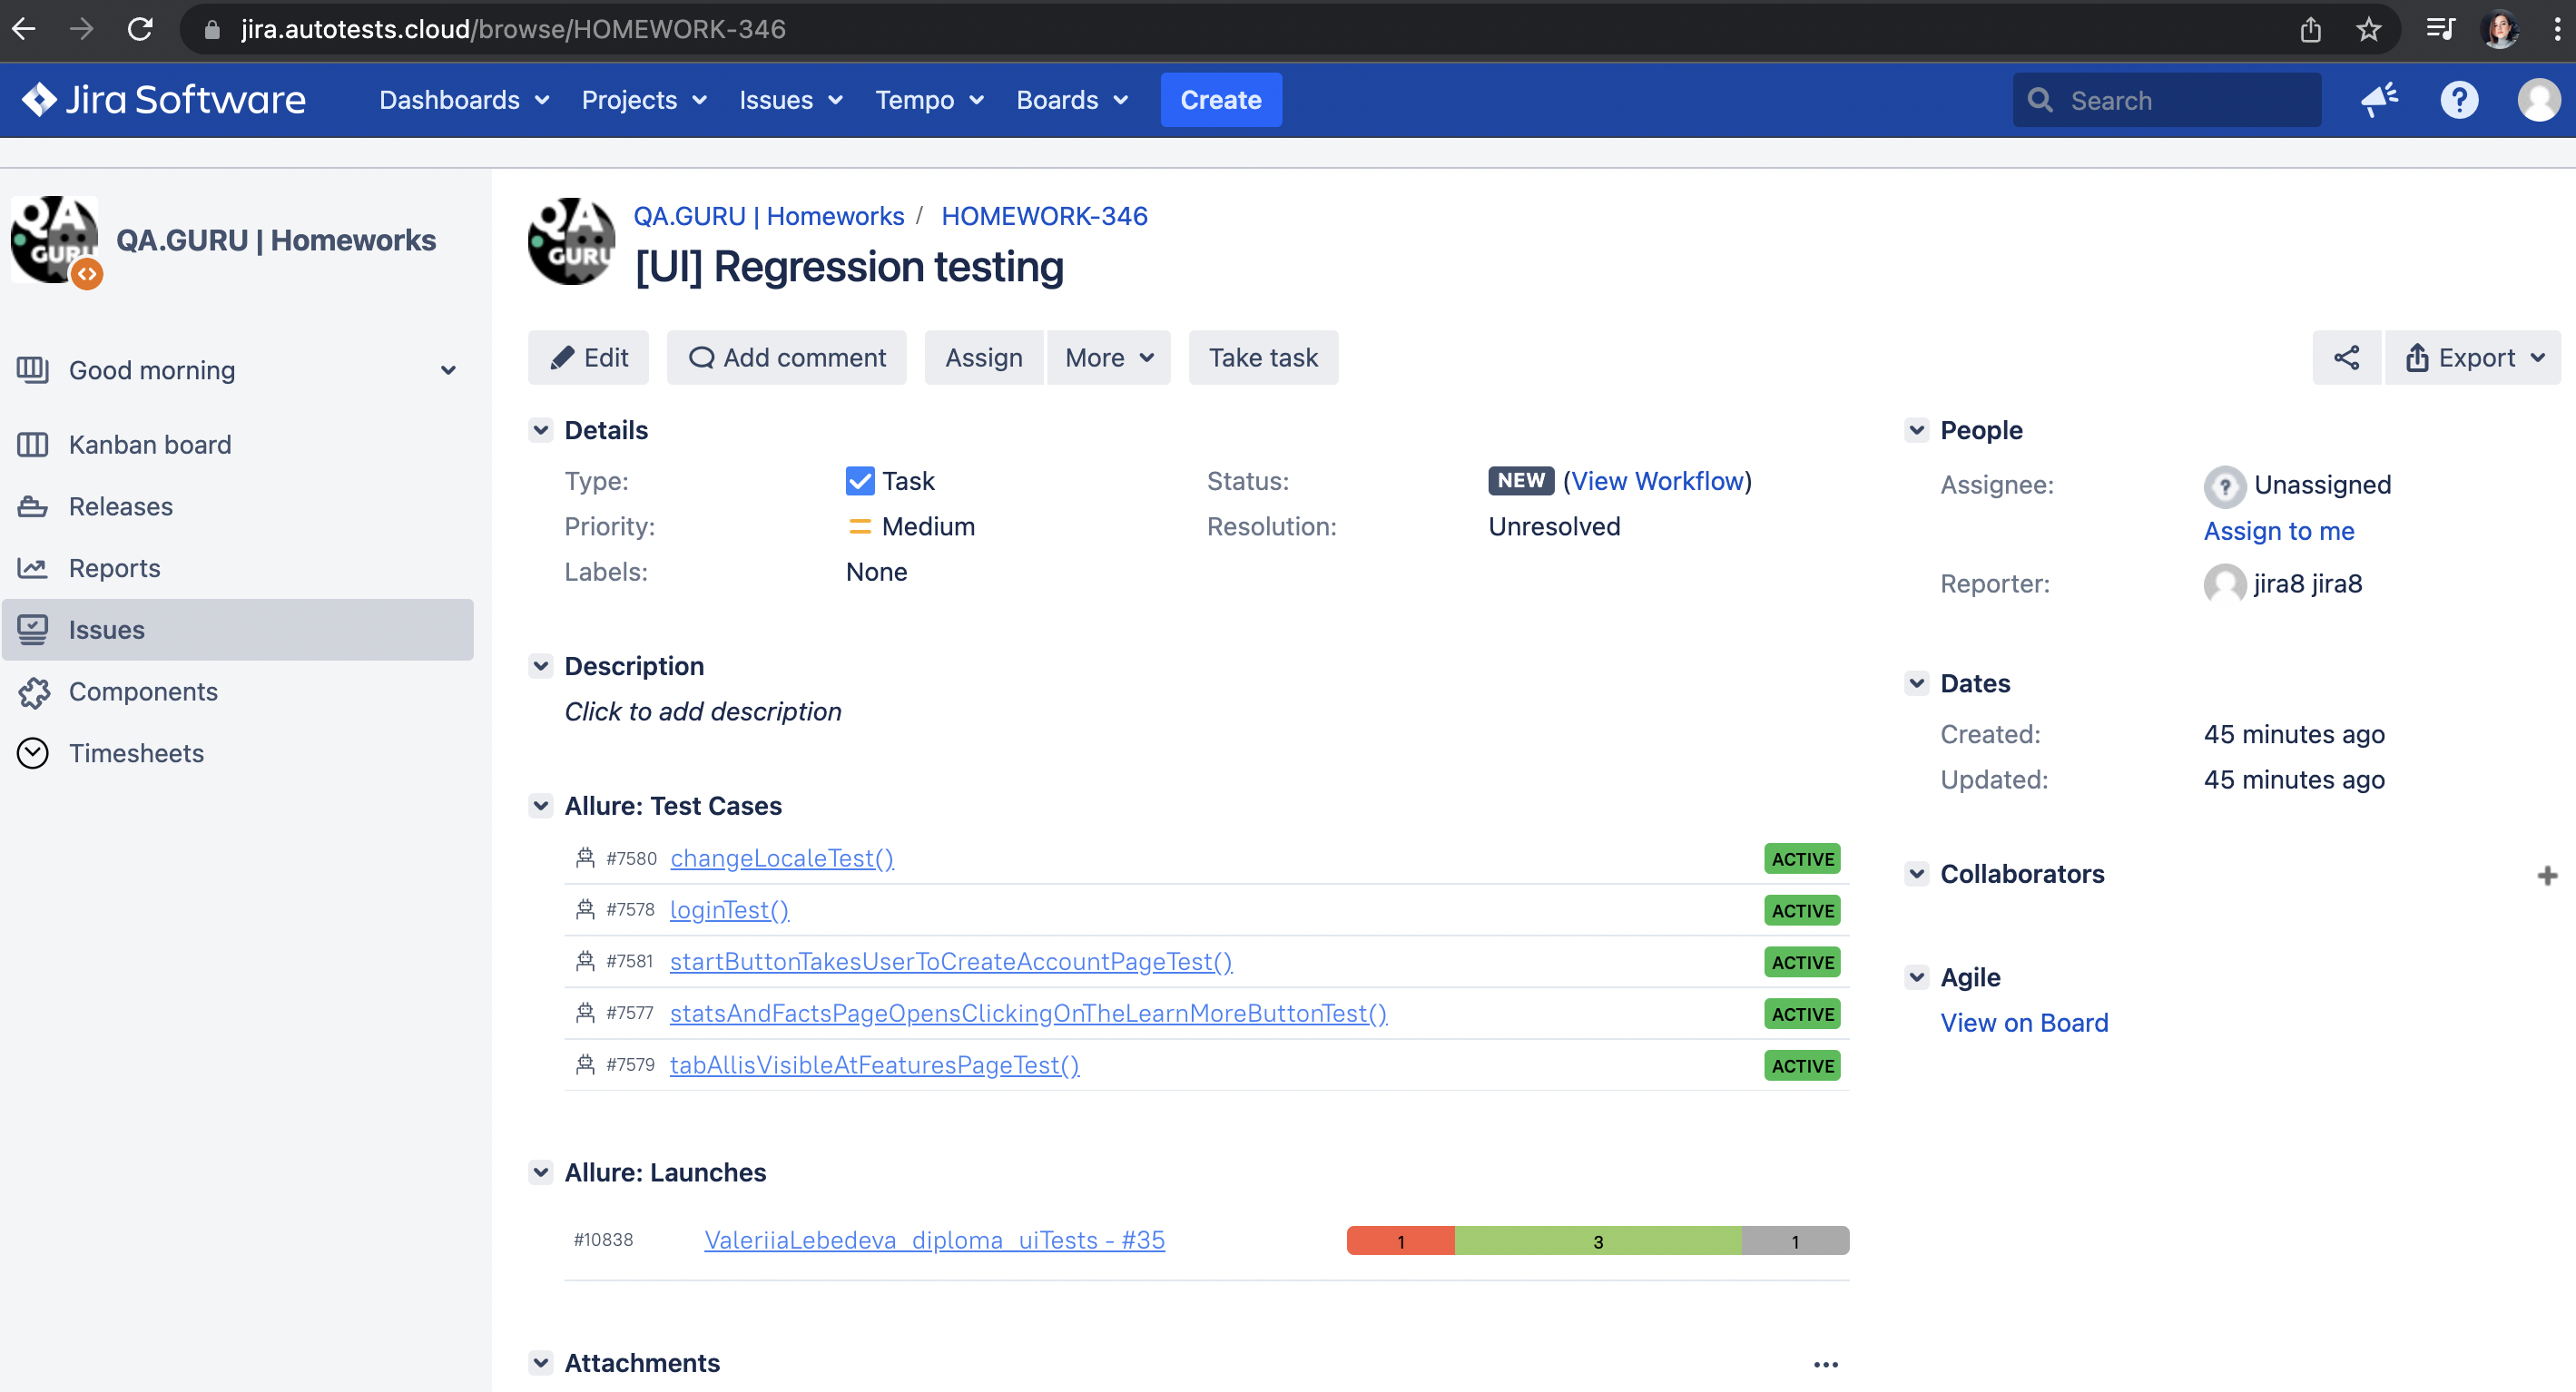 jira.autotests.cloud/browse/HOMEWORK-346
Jira Software Dashboards Projects Issues Tempo Boards Create Search ?
QA GURU QA.GURU | Homeworks
Good morning
Kanban board
Releases
Reports
Issues
Components
Timesheets
QA GURU
QA.GURU | Homeworks / HOMEWORK-346
[UI] Regression testing
Edit Add comment Assign More Take task Export
Details
Type: Task Status: NEW (View Workflow)
Priority: Medium Resolution: Unresolved
Labels: None
Description
Click to add description
Allure: Test Cases
#7580 changeLocaleTest() ACTIVE
#7578 loginTest() ACTIVE
#7581 startButtonTakesUserToCreateAccountPageTest() ACTIVE
#7577 statsAndFactsPageOpensClickingOnTheLearnMoreButtonTest() ACTIVE
#7579 tabAllisVisibleAtFeaturesPageTest() ACTIVE
Allure: Launches
#10838 ValeriiaLebedeva_diploma_uiTests - #35 1 3 1
Attachments
People
Assignee: ? Unassigned
Assign to me
Reporter: jira8 jira8
Dates
Created: 45 minutes ago
Updated: 45 minutes ago
Collaborators
Agile
View on Board